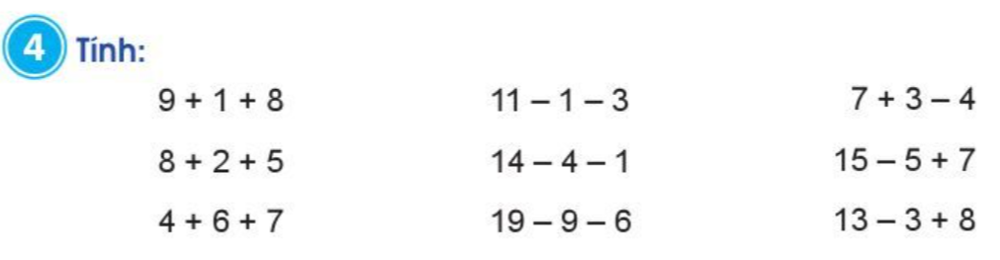 4 Tính:
9 + 1 + 8 11 – 1 – 3 7 + 3 – 4
8 + 2 + 5 14 – 4 – 1 15 – 5 + 7
4 + 6 + 7 19 – 9 – 6 13 – 3 + 8